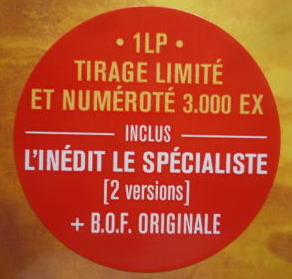 • 1LP •
TIRAGE LIMITÉ
ET NUMÉROTÉ 3.000 EX
INCLUS
L'INÉDIT LE SPÉCIALISTE
[2 versions]
+ B.O.F. ORIGINALE